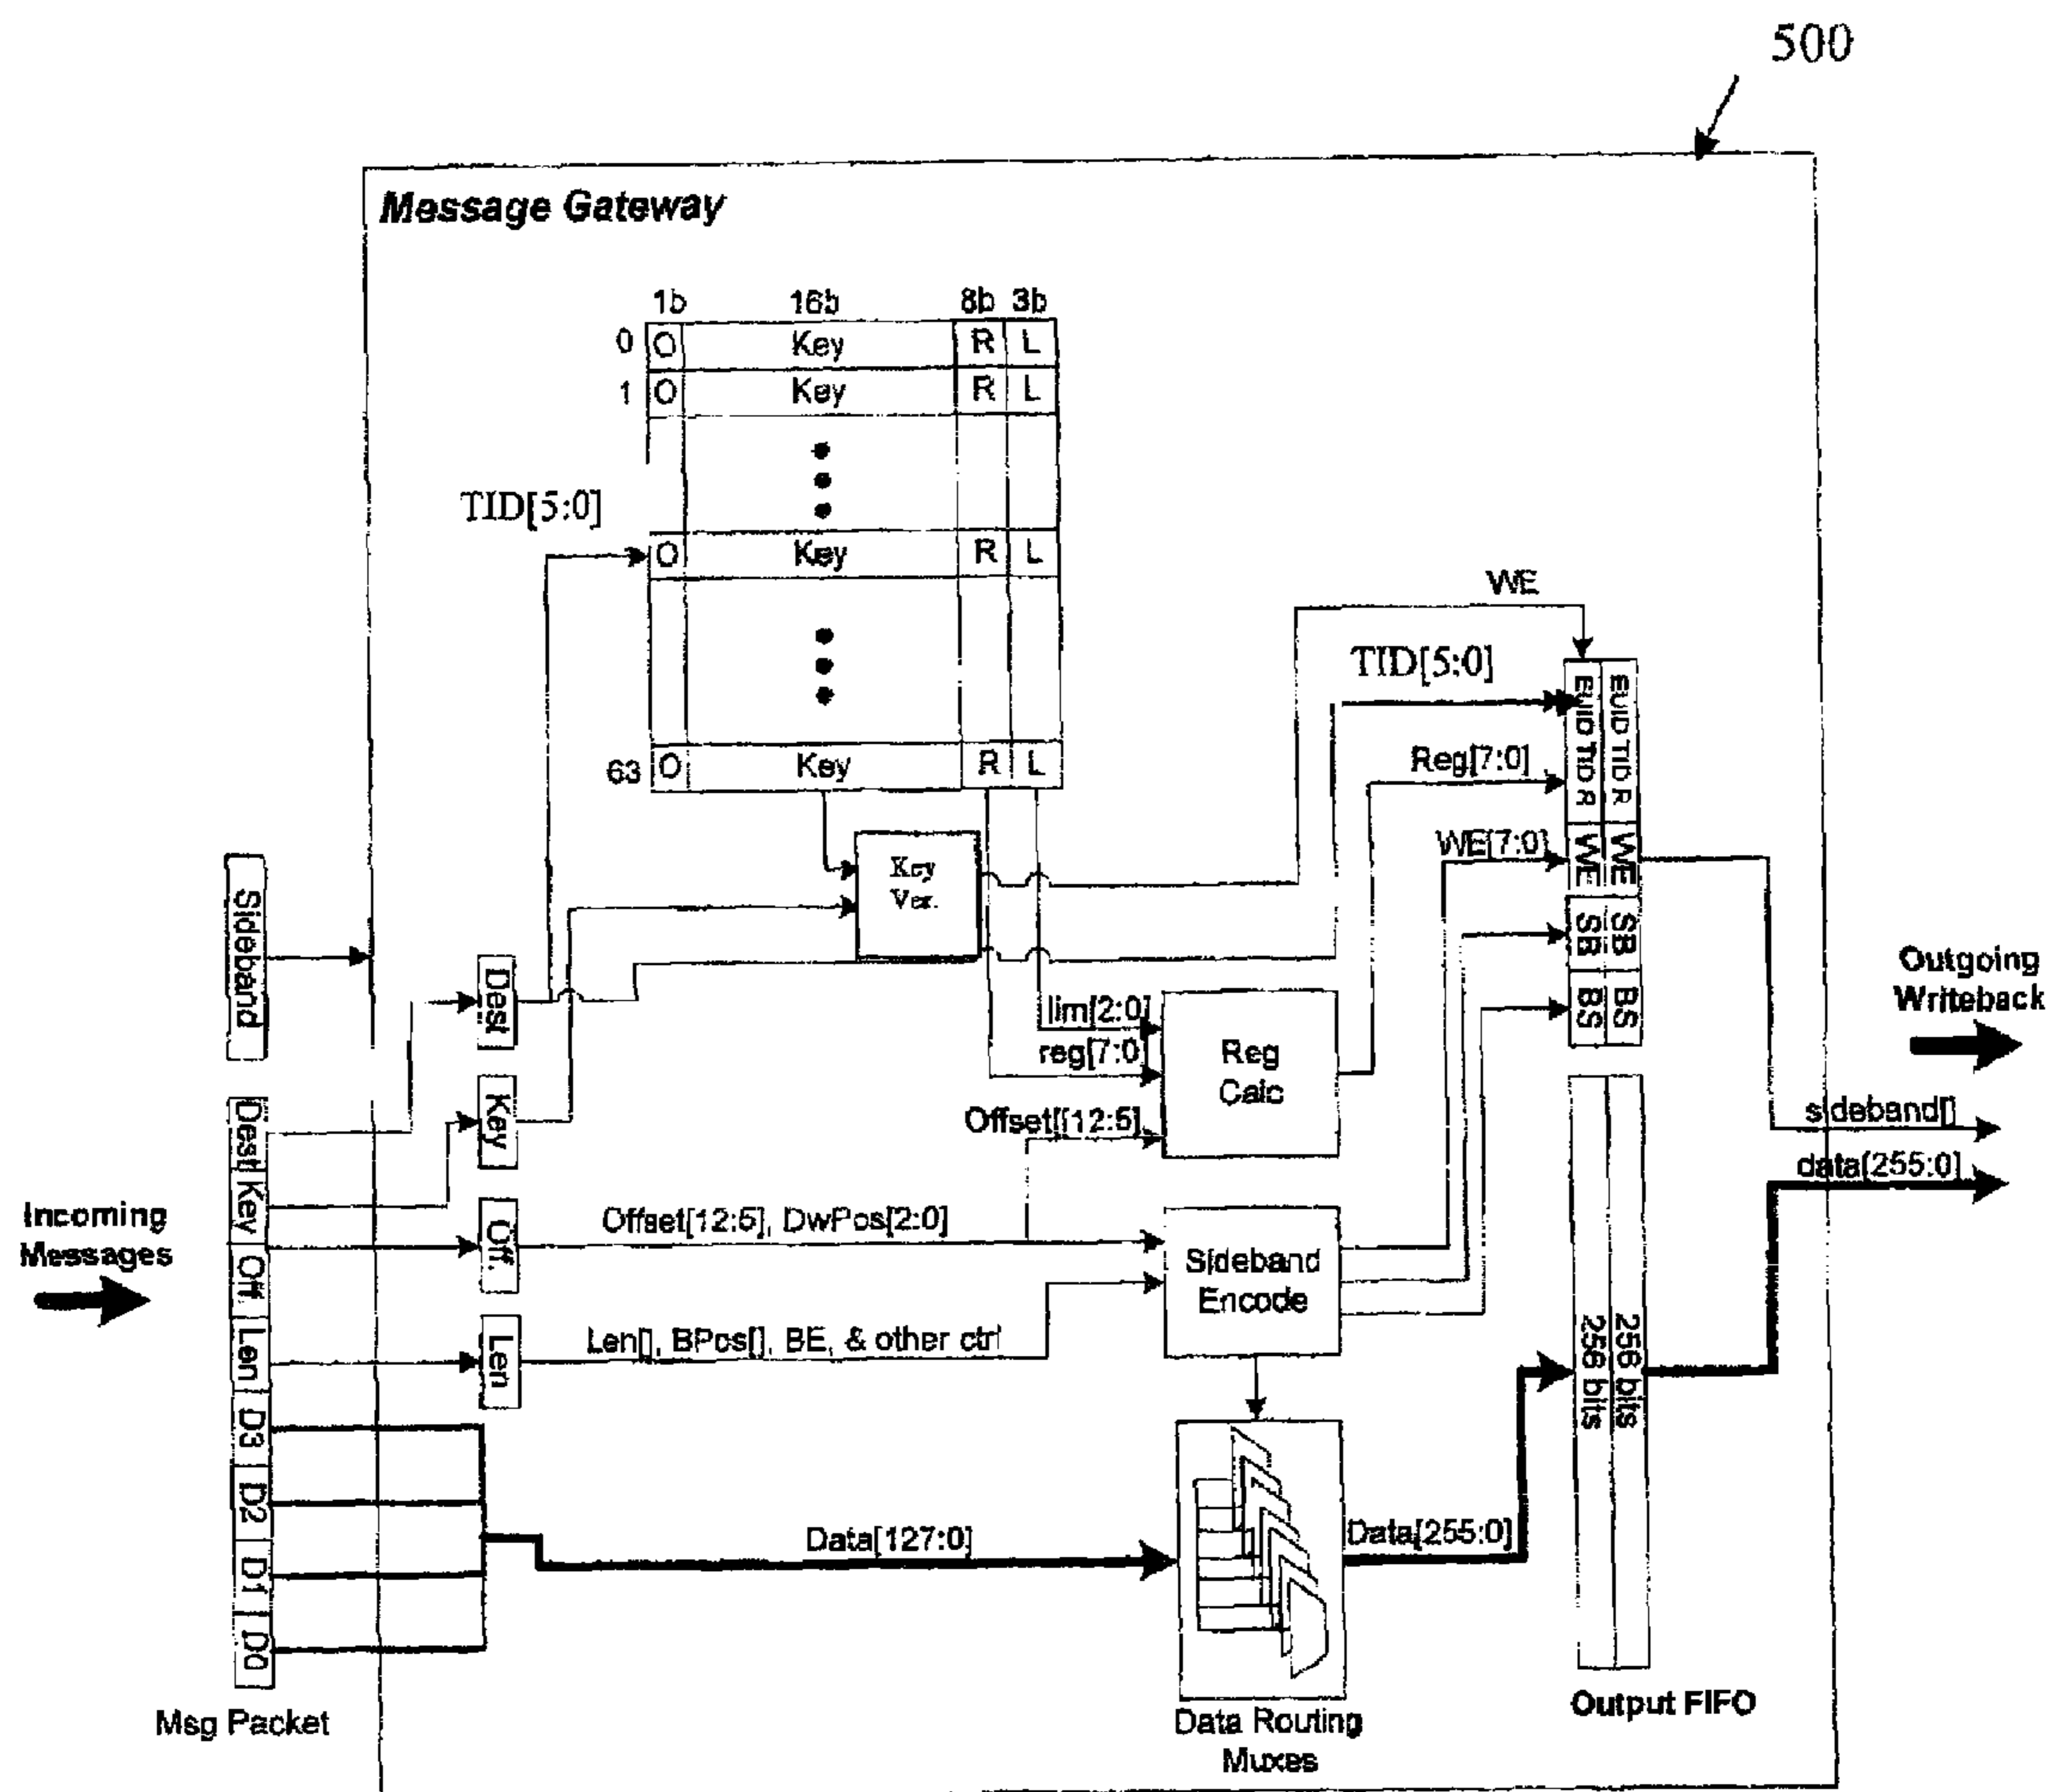 500
Message Gateway
1b 16b 8b 3b
0 O Key R L
1 O Key R L
TID[5:0]
O Key R L
63 O Key R L
WE
TID[5:0]
Reg[7:0]
WE[7:0]
EUID TID R WE SB BS
EUID TID R WE SB BS
Key
Ver.
Sideband
Dest
Key
Off.
Len
lim[2:0]
reg[7:0]
Offset[[12:5]
Reg
Calc
Outgoing
Writeback
sideband[]
data[255:0]
Incoming
Messages
Dest Key Off. Len D3 D2 D1 D0
Offset[12:5], DwPos[2:0]
Sideband
Encode
Len[], BPos[], BE, & other ctrl
256 bits
256 bits
Data[127:0]
Data[255:0]
Msg Packet
Data Routing
Muxes
Output FIFO